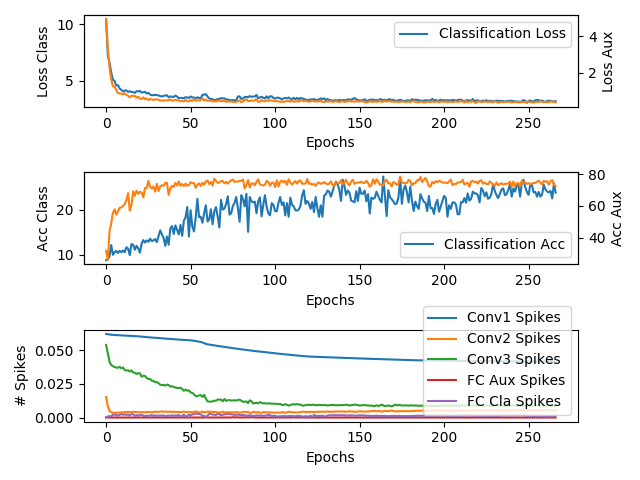 10
5
Loss Class
Classification Loss
4
2
Loss Aux
0 50 100 150 200 250
Epochs
20
10
Acc Class
Classification Acc
80
60
40
Acc Aux
0 50 100 150 200 250
Epochs
0.050
0.025
0.000
# Spikes
Conv1 Spikes
Conv2 Spikes
Conv3 Spikes
FC Aux Spikes
FC Cla Spikes
0 50 100 150 200 250
Epochs